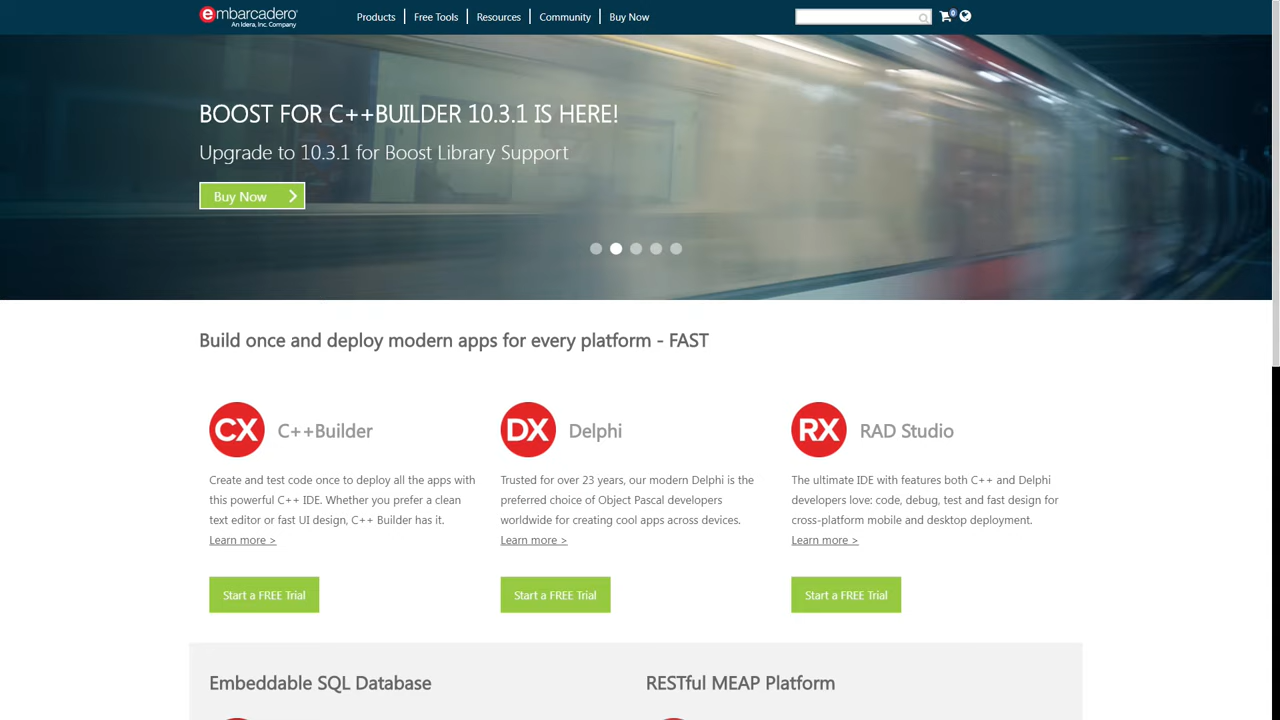 embarcadero
An Idera, Inc. Company
Products
Free Tools
Resources
Community
Buy Now
0
BOOST FOR C++BUILDER 10.3.1 IS HERE!
Upgrade to 10.3.1 for Boost Library Support
Buy Now
Build once and deploy modern apps for every platform - FAST
CX
C++Builder
Create and test code once to deploy all the apps with
this powerful C++ IDE. Whether you prefer a clean
text editor or fast UI design, C++ Builder has it.
Learn more >
Start a FREE Trial
DX
Delphi
Trusted for over 23 years, our modern Delphi is the
preferred choice of Object Pascal developers
worldwide for creating cool apps across devices.
Learn more >
Start a FREE Trial
RX
RAD Studio
The ultimate IDE with features both C++ and Delphi
developers love: code, debug, test and fast design for
cross-platform mobile and desktop deployment.
Learn more >
Start a FREE Trial
Embeddable SQL Database
RESTful MEAP Platform